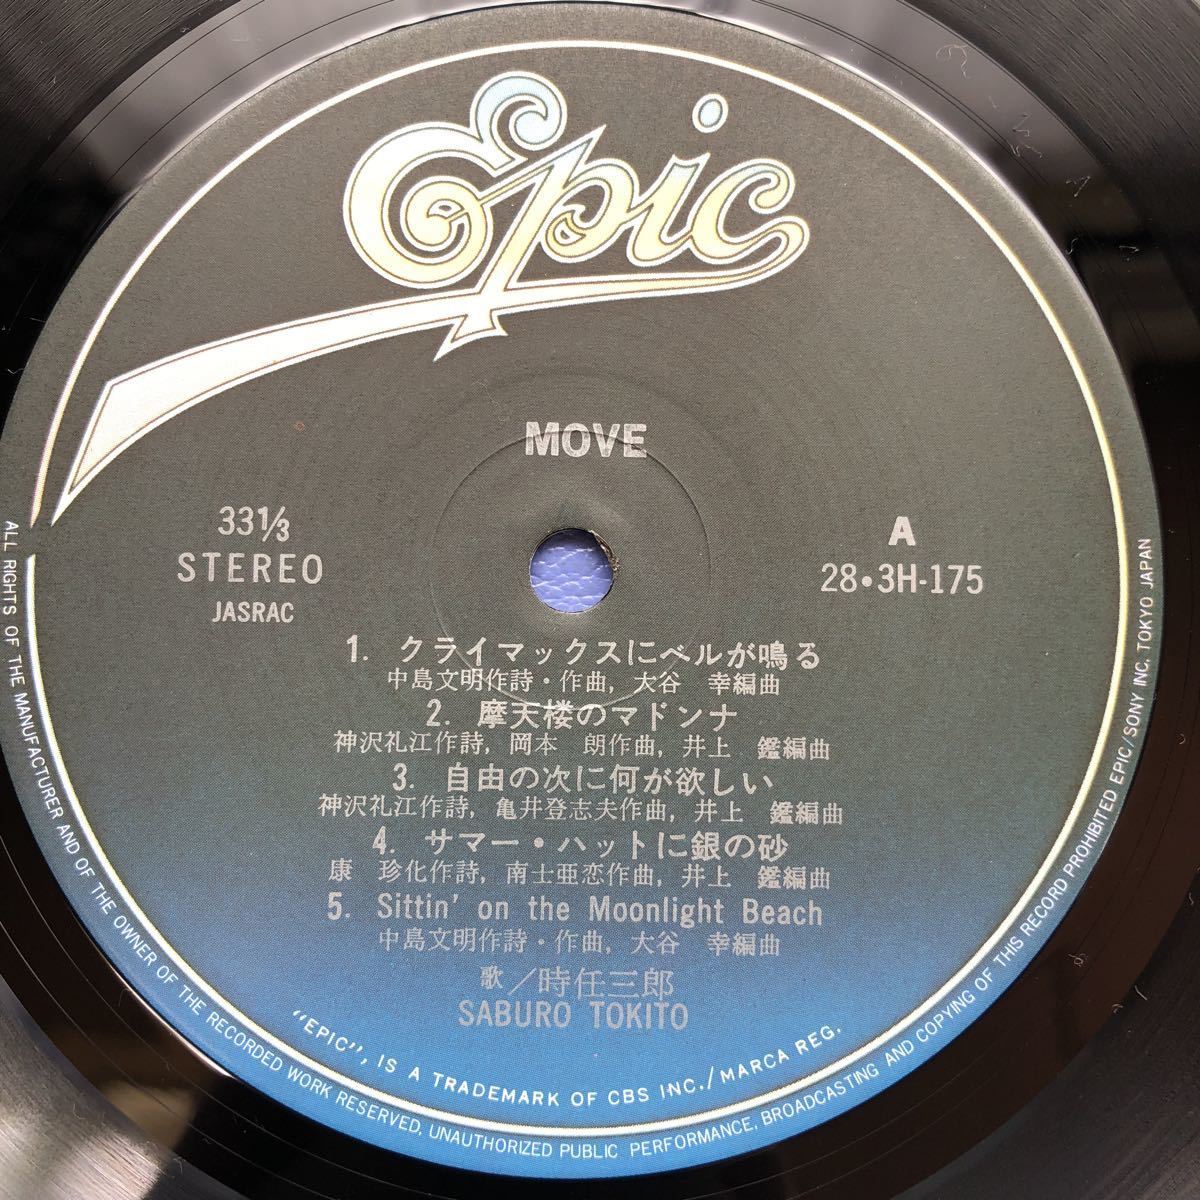 Epic
MOVE
33⅓
STEREO
JASRAC
A
28・3H-175
1. クライマックスにベルが鳴る
中島文明作詩・作曲, 大谷 幸編曲
2. 摩天楼のマドンナ
神沢礼江作詩, 岡本 朗作曲, 井上 鑑編曲
3. 自由の次に何が欲しい
神沢礼江作詩, 亀井登志夫作曲, 井上 鑑編曲
4. サマー・ハットに銀の砂
康 珍化作詩, 南士亜恋作曲, 井上 鑑編曲
5. Sittin' on the Moonlight Beach
中島文明作詩・作曲, 大谷 幸編曲
歌/時任三郎
SABURO TOKITO
"EPIC", IS A TRADEMARK OF CBS INC./MARCA REG.
ALL RIGHTS OF THE MANUFACTURER AND OF THE OWNER OF THE RECORDED WORK RESERVED. UNAUTHORIZED PUBLIC PERFORMANCE, BROADCASTING AND COPYING OF THIS RECORD PROHIBITED EPIC/SONY INC. TOKYO JAPAN